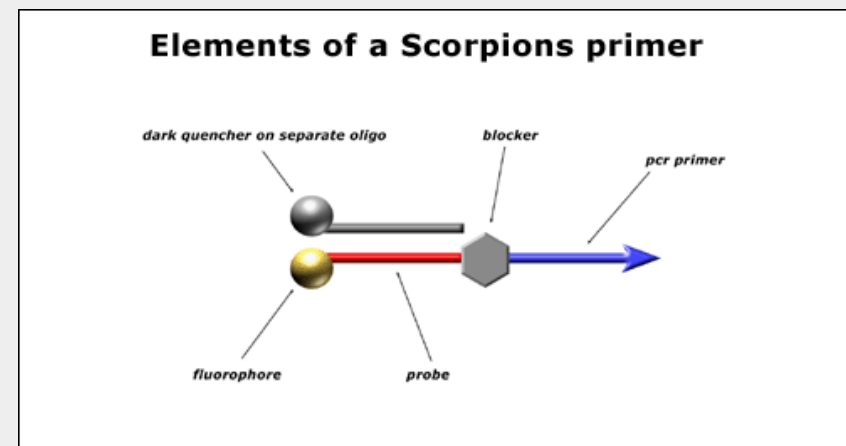 Elements of a Scorpions primer
dark quencher on separate oligo
blocker
pcr primer
fluorophore
probe